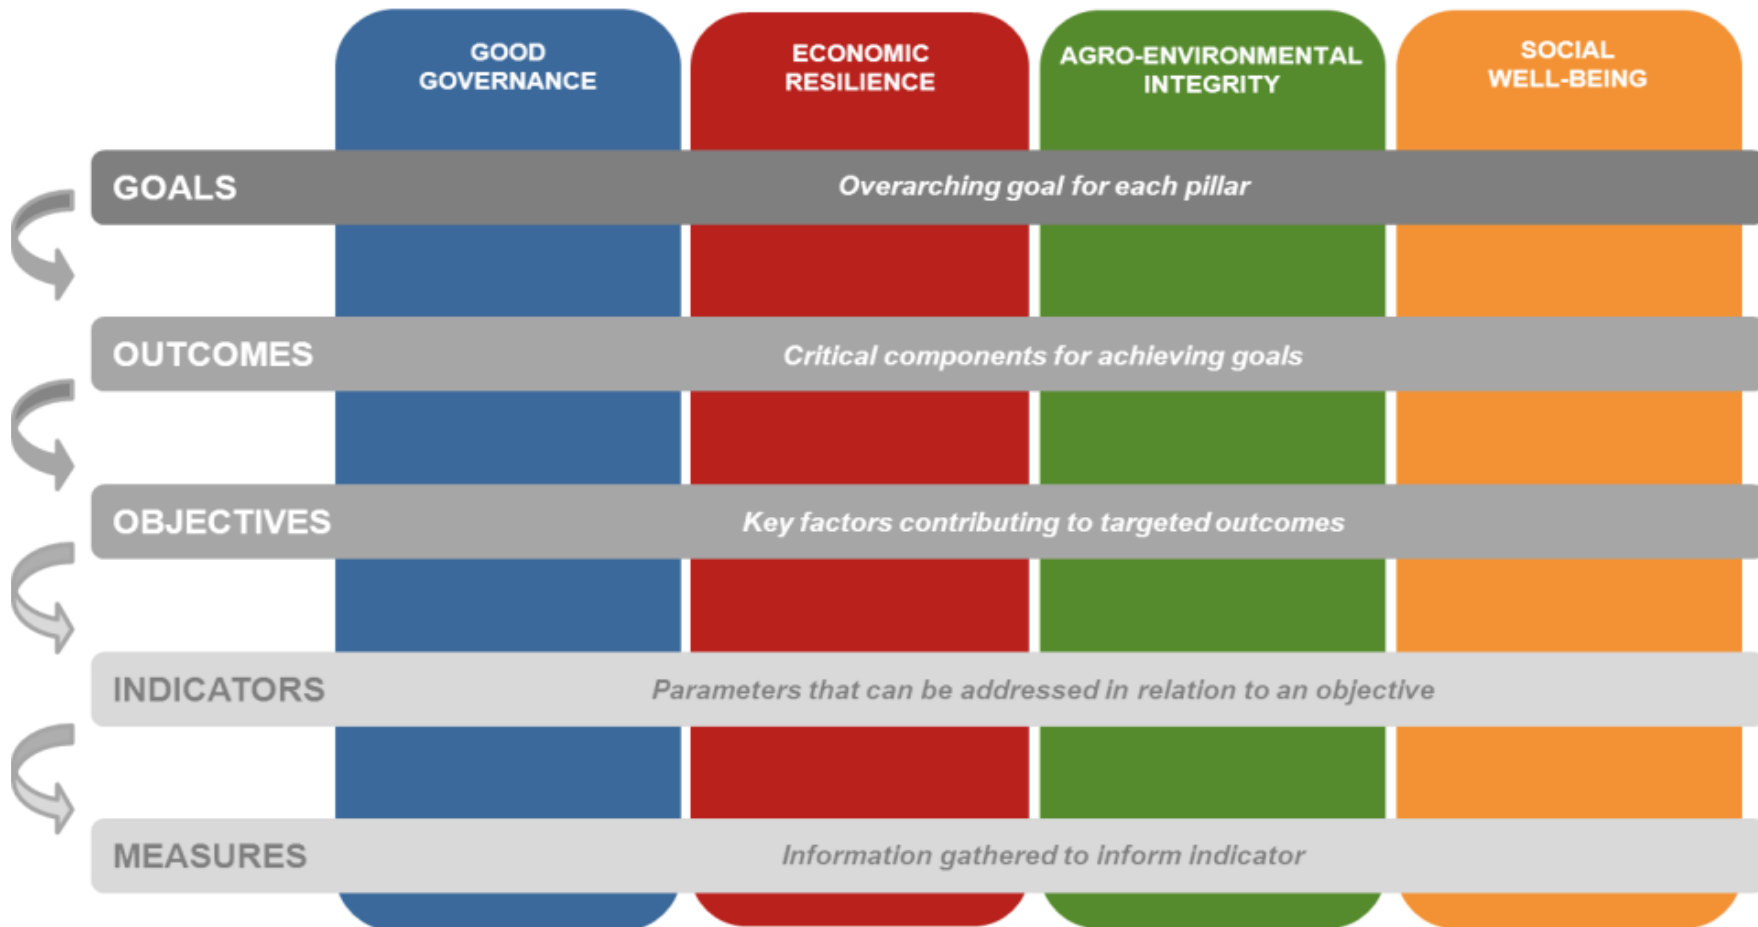 GOOD
GOVERNANCE
ECONOMIC
RESILIENCE
AGRO-ENVIRONMENTAL
INTEGRITY
SOCIAL
WELL-BEING
GOALS
Overarching goal for each pillar
OUTCOMES
Critical components for achieving goals
OBJECTIVES
Key factors contributing to targeted outcomes
INDICATORS
Parameters that can be addressed in relation to an objective
MEASURES
Information gathered to inform indicator